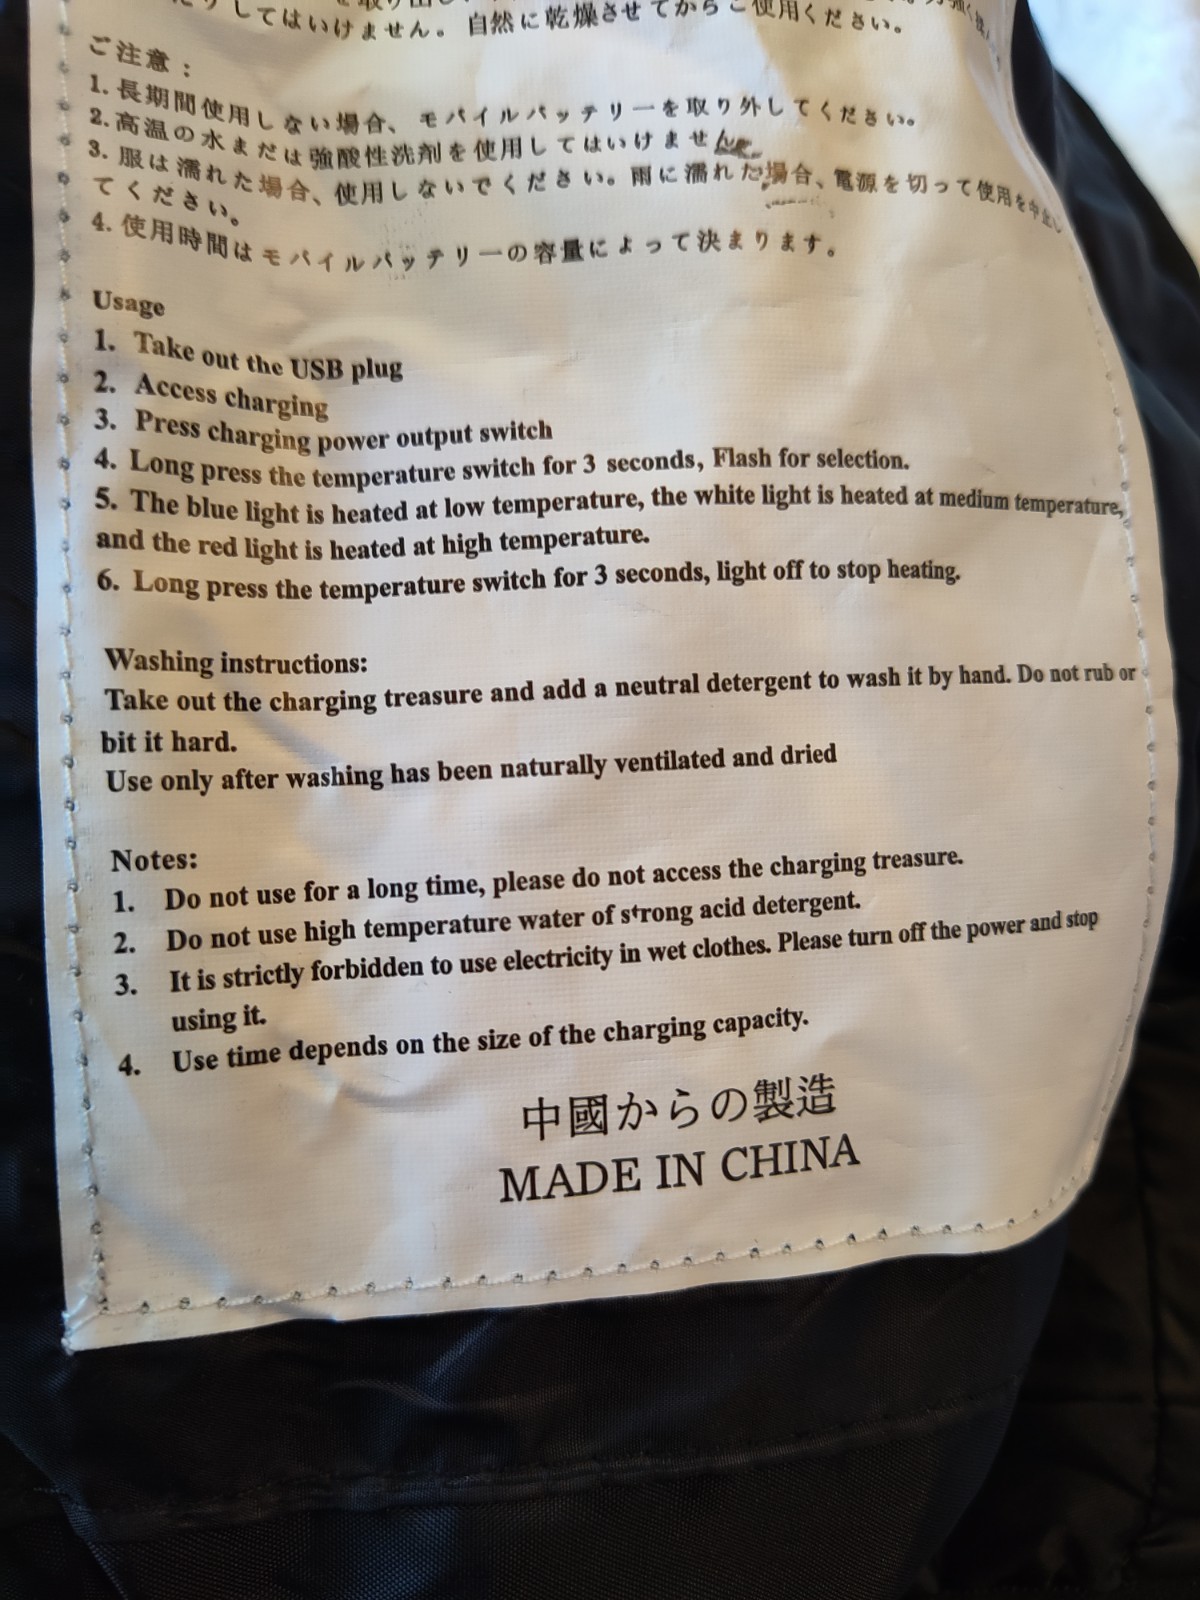 してはいけません。自然に乾燥させてからご使用ください。
ご注意：
1. 長期間使用しない場合、モバイルバッテリーを取り外してください。
2. 高温の水まだは強酸性洗剤を使用してはいけません。
3. 服は濡れた場合、使用しないでください。雨に濡れた場合、電源を切って使用を中止し
てください。
4. 使用時間はモバイルバッテリーの容量によって決まります。
Usage
1. Take out the USB plug
2. Access charging
3. Press charging power output switch
4. Long press the temperature switch for 3 seconds, Flash for selection.
5. The blue light is heated at low temperature, the white light is heated at medium temperature,
and the red light is heated at high temperature.
6. Long press the temperature switch for 3 seconds, light off to stop heating.
Washing instructions:
Take out the charging treasure and add a neutral detergent to wash it by hand. Do not rub or
bit it hard.
Use only after washing has been naturally ventilated and dried
Notes:
1. Do not use for a long time, please do not access the charging treasure.
2. Do not use high temperature water of strong acid detergent.
3. It is strictly forbidden to use electricity in wet clothes. Please turn off the power and stop
using it.
4. Use time depends on the size of the charging capacity.
中國からの製造
MADE IN CHINA